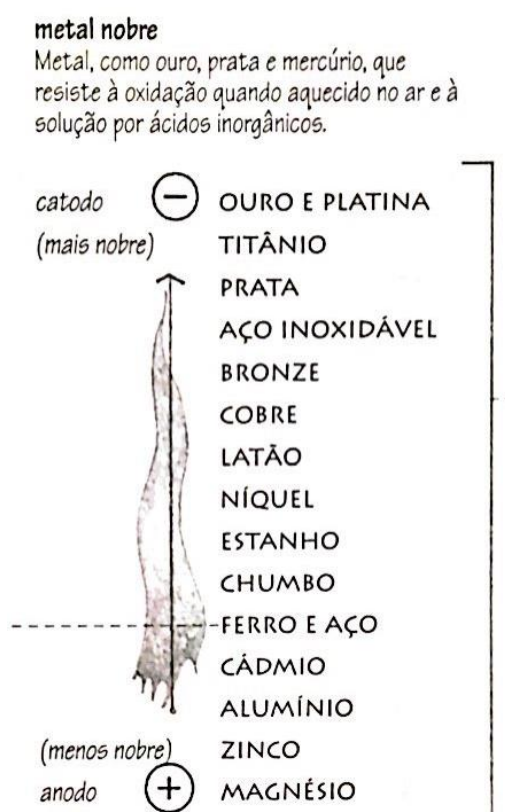 metal nobre
Metal, como ouro, prata e mercúrio, que
resiste à oxidação quando aquecido no ar e à
solução por ácidos inorgânicos.
catodo − OURO E PLATINA
(mais nobre) TITÂNIO
PRATA
AÇO INOXIDÁVEL
BRONZE
COBRE
LATÃO
NÍQUEL
ESTANHO
CHUMBO
FERRO E AÇO
CÁDMIO
ALUMÍNIO
(menos nobre) ZINCO
anodo + MAGNÉSIO